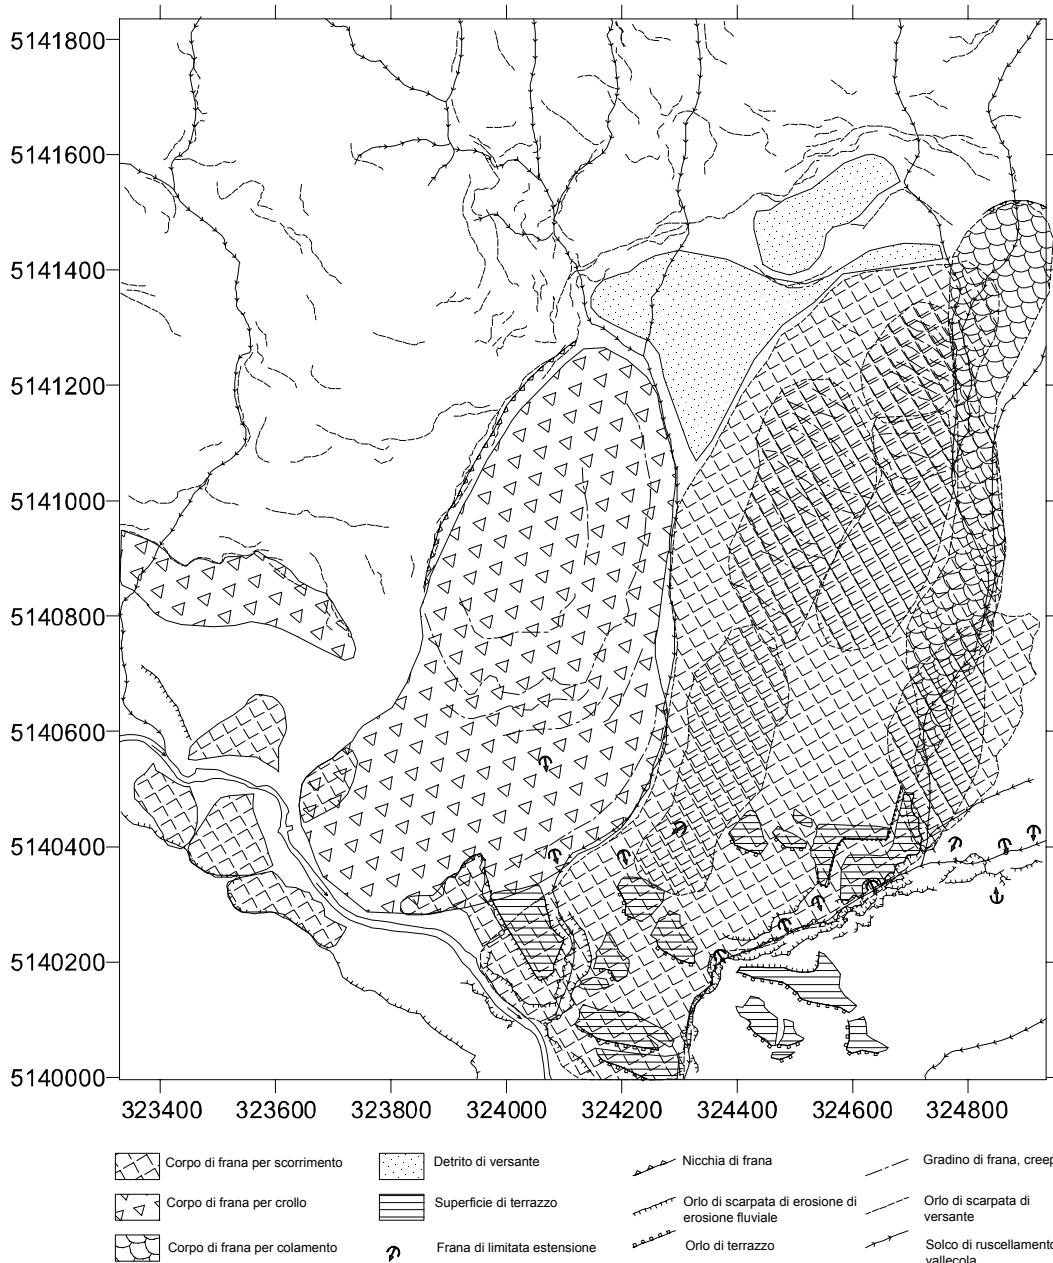 5141800
5141600
5141400
5141200
5141000
5140800
5140600
5140400
5140200
5140000
323400 323600 323800 324000 324200 324400 324600 324800
Corpo di frana per scorrimento
Detrito di versante
Nicchia di frana
Gradino di frana, creep
Corpo di frana per crollo
Superficie di terrazzo
Orlo di scarpata di erosione di
erosione fluviale
Orlo di scarpata di
versante
Corpo di frana per colamento
Frana di limitata estensione
Orlo di terrazzo
Solco di ruscellamento
vallecola